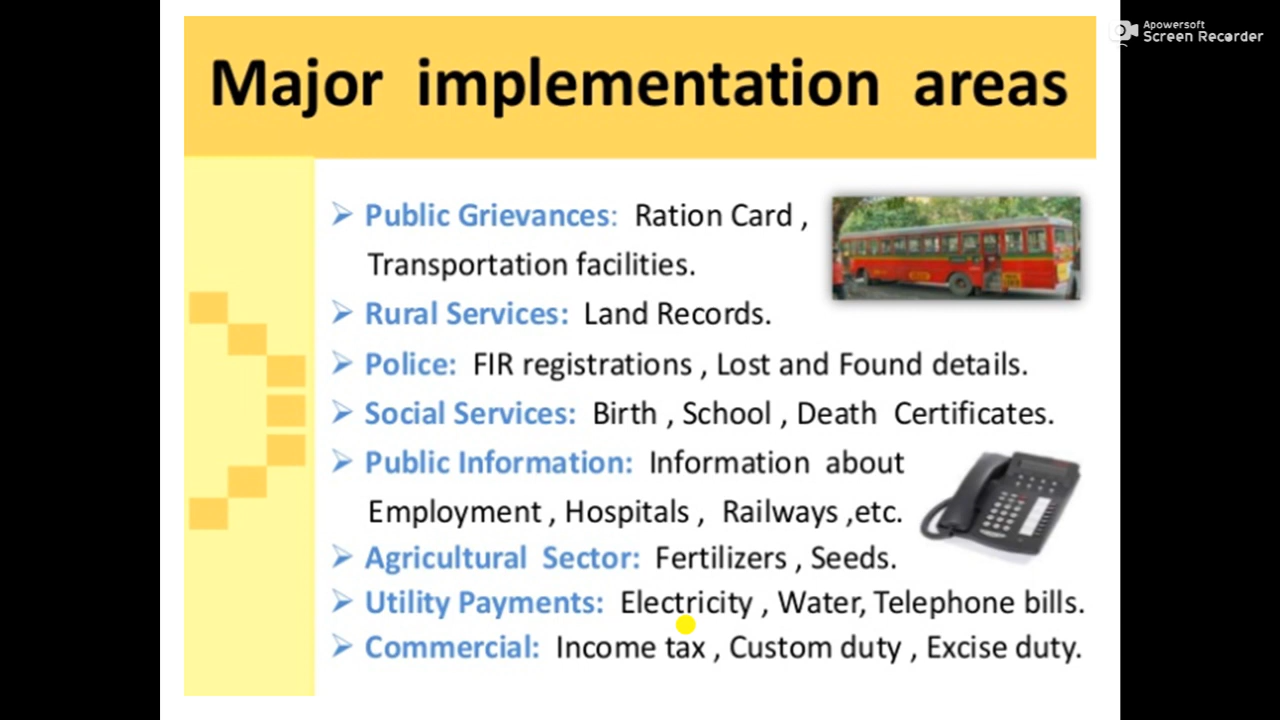 Apowersoft
Screen Recorder
Major implementation areas
➢ Public Grievances: Ration Card ,
Transportation facilities.
➢ Rural Services: Land Records.
➢ Police: FIR registrations , Lost and Found details.
➢ Social Services: Birth , School , Death Certificates.
➢ Public Information: Information about
Employment , Hospitals , Railways ,etc.
➢ Agricultural Sector: Fertilizers , Seeds.
➢ Utility Payments: Electricity , Water, Telephone bills.
➢ Commercial: Income tax , Custom duty , Excise duty.